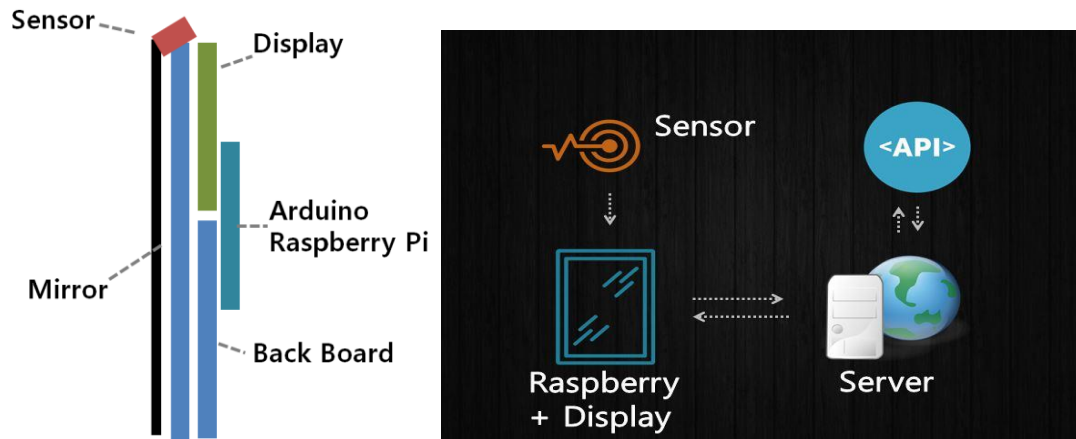 Sensor
Display
Arduino
Raspberry Pi
Mirror
Back Board
Sensor
<API>
Raspberry
+ Display
Server